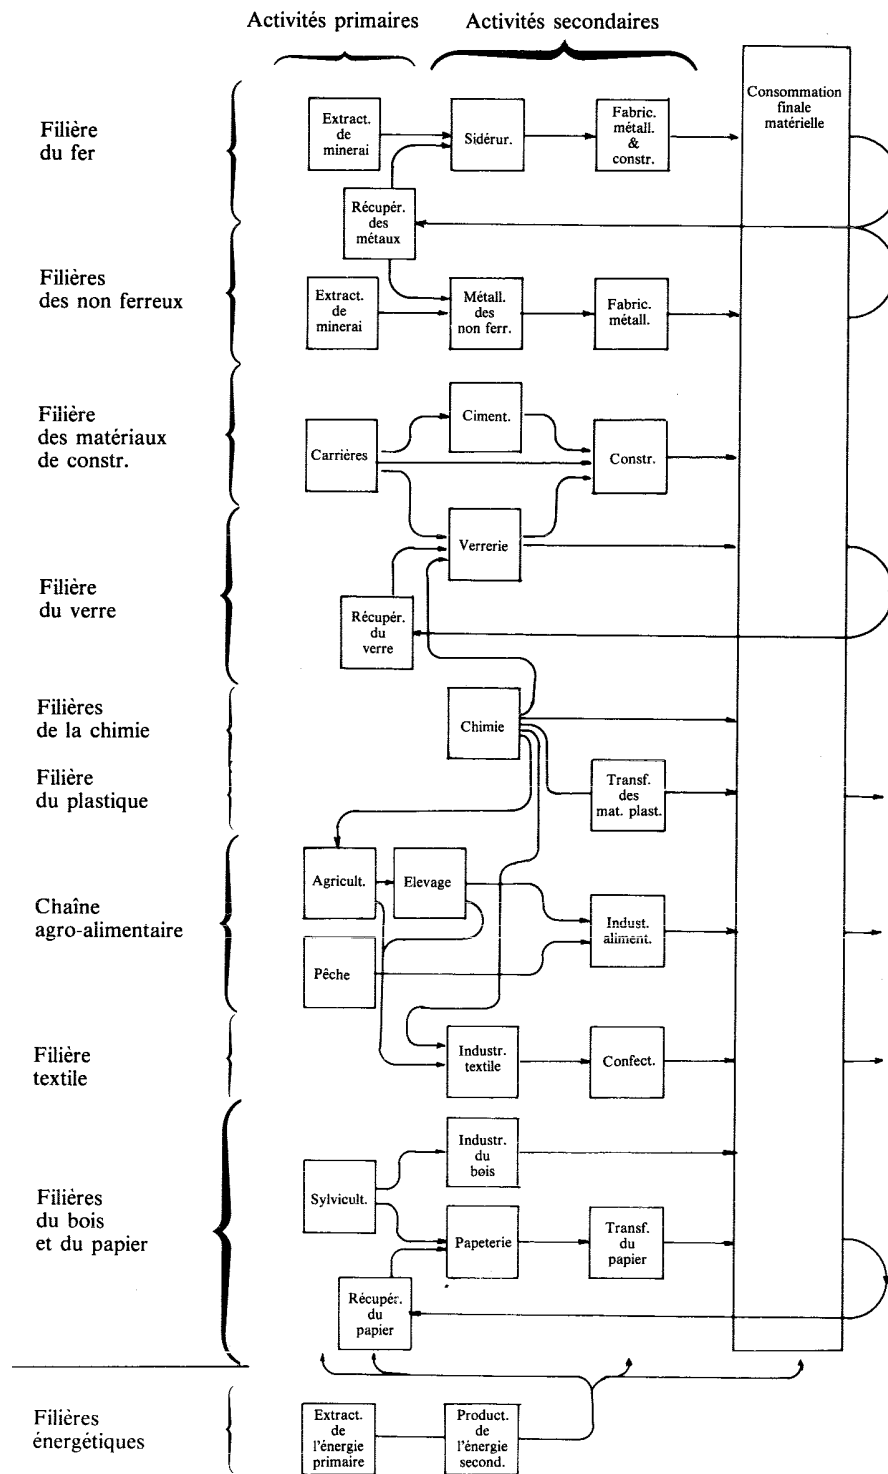 Activités primaires
Activités secondaires
Consommation
finale
matérielle
Filière
du fer
Extract.
de
minerai
Sidérur.
Fabric.
métall.
&
constr.
Récupér.
des
métaux
Filières
des non ferreux
Extract.
de
minerai
Métall.
des
non ferr.
Fabric.
métall.
Filière
des matériaux
de constr.
Carrières
Ciment.
Constr.
Filière
du verre
Verrerie
Récupér.
du
verre
Filières
de la chimie
Chimie
Filière
du plastique
Transf.
des
mat. plast.
Chaîne
agro-alimentaire
Agricult.
Elevage
Indust.
aliment.
Pêche
Filière
textile
Industr.
textile
Confect.
Filières
du bois
et du papier
Sylvicult.
Industr.
du
bois
Papeterie
Transf.
du
papier
Récupér.
du
papier
Filières
énergétiques
Extract.
de
l'énergie
primaire
Product.
de
l'énergie
second.